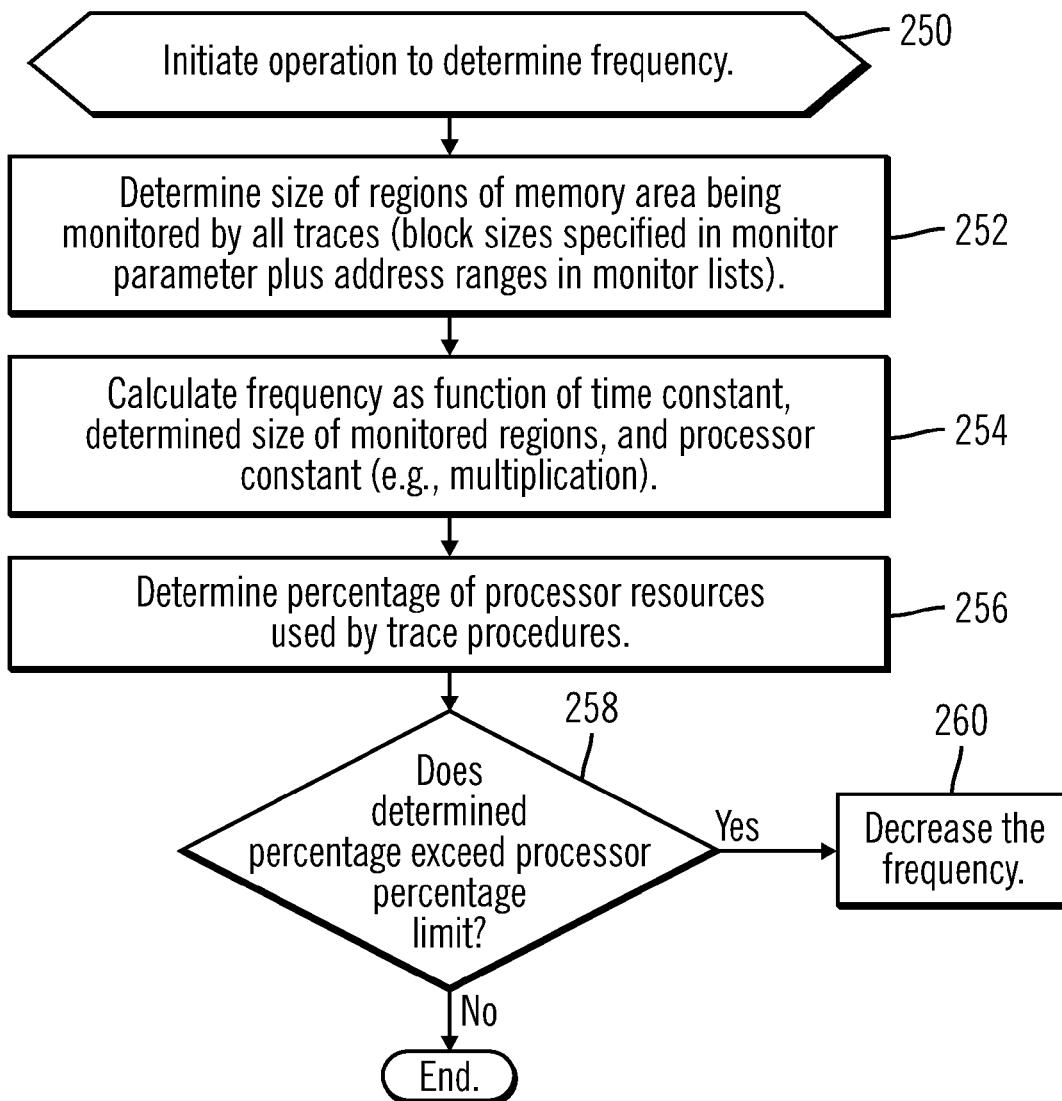 Initiate operation to determine frequency.
250
Determine size of regions of memory area being
monitored by all traces (block sizes specified in monitor
parameter plus address ranges in monitor lists).
252
Calculate frequency as function of time constant,
determined size of monitored regions, and processor
constant (e.g., multiplication).
254
Determine percentage of processor resources
used by trace procedures.
256
258
Does
determined
percentage exceed processor
percentage
limit?
Yes
260
Decrease the
frequency.
No
End.